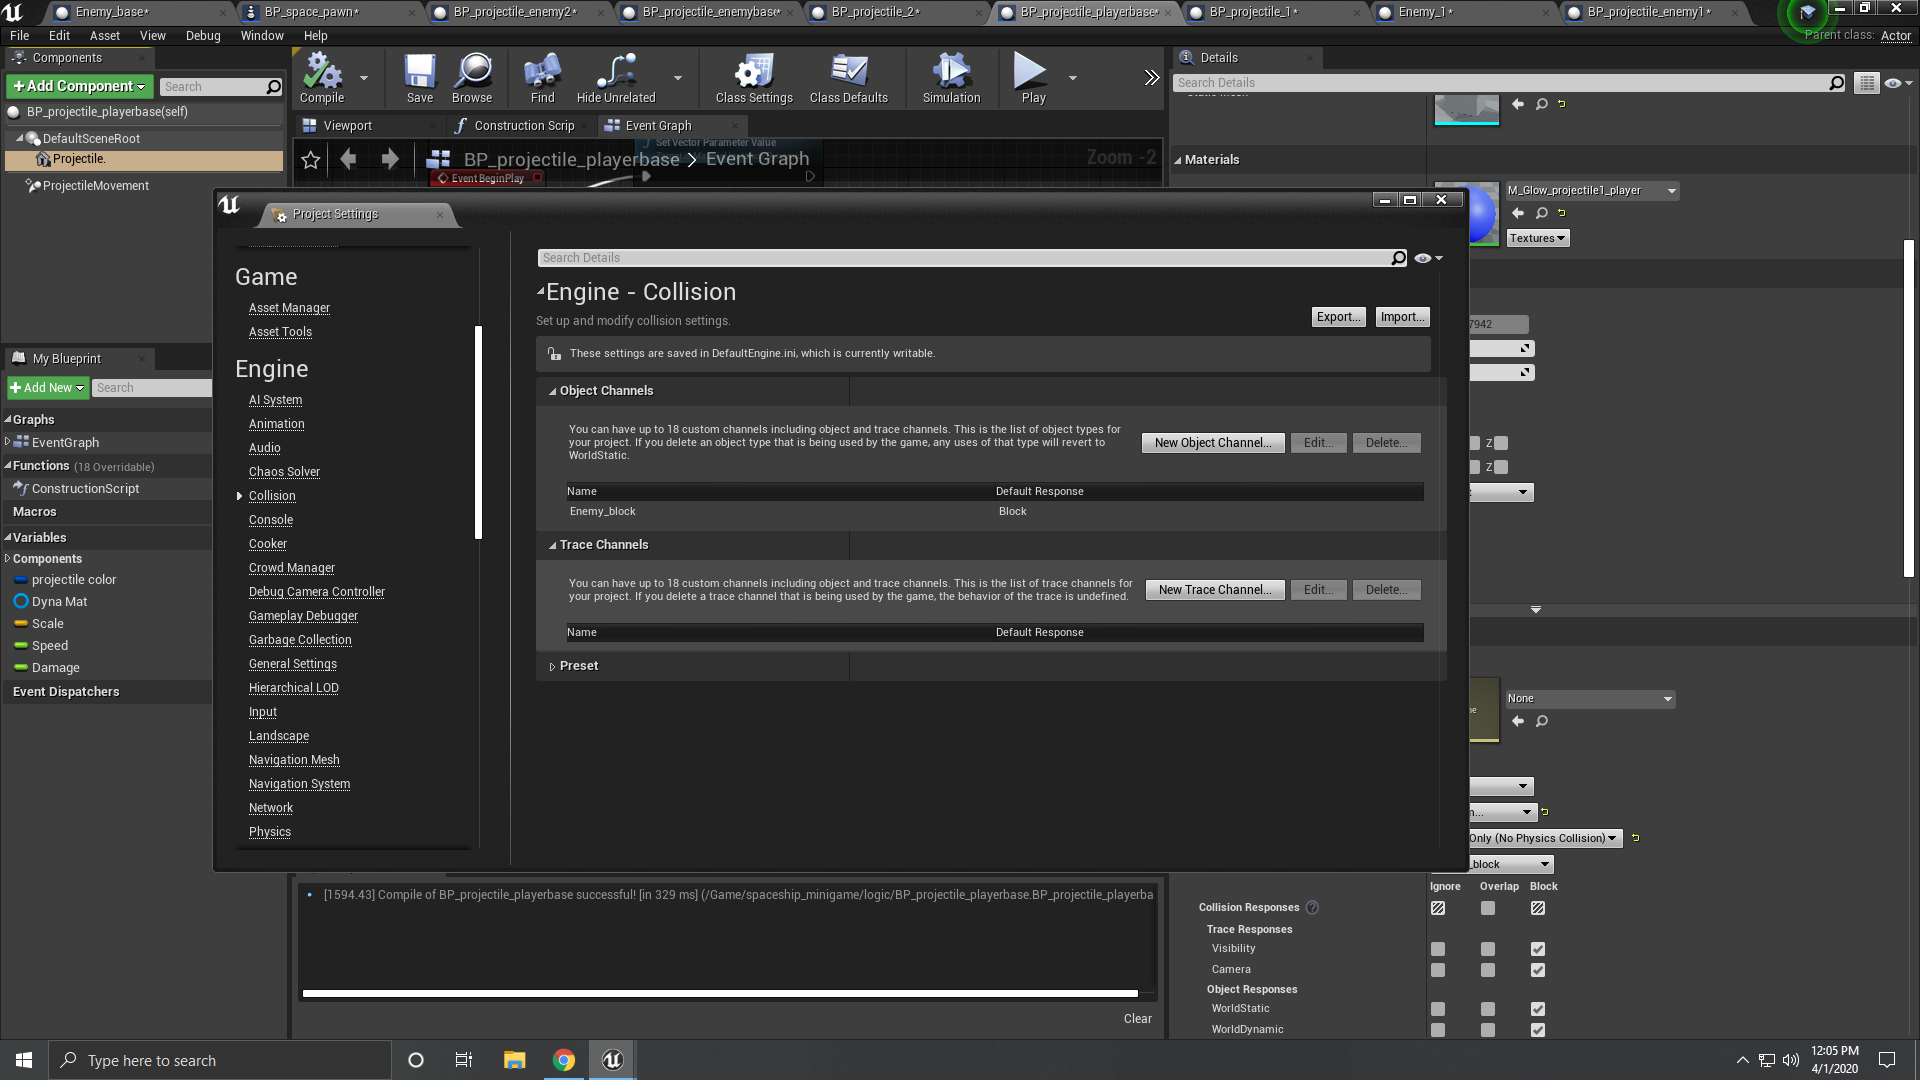 Enemy_base*
BP_space_pawn*
BP_projectile_enemy2*
BP_projectile_enemybase*
BP_projectile_2*
BP_projectile_playerbase*
BP_projectile_1*
Enemy_1*
BP_projectile_enemy1*
File Edit Asset View Debug Window Help
Parent class: Actor
Components
+Add Component
Search
BP_projectile_playerbase(self)
DefaultSceneRoot
Projectile.
ProjectileMovement
Compile
Save
Browse
Find
Hide Unrelated
Class Settings
Class Defaults
Simulation
Play
Viewport
Construction Scrip
Event Graph
Set Vector Parameter Value
BP_projectile_playerbase > Event Graph
Zoom -2
EventBeginPlay
Details
Search Details
Materials
M_Glow_projectile1_player
Textures
7942
Z
Z
None
Only (No Physics Collision)
_block
Ignore Overlap Block
Collision Responses
Trace Responses
Visibility
Camera
Object Responses
WorldStatic
WorldDynamic
My Blueprint
+Add New
Search
Graphs
EventGraph
Functions (18 Overridable)
ConstructionScript
Macros
Variables
Components
projectile color
Dyna Mat
Scale
Speed
Damage
Event Dispatchers
Project Settings
Game
Asset Manager
Asset Tools
Engine
AI System
Animation
Audio
Chaos Solver
Collision
Console
Cooker
Crowd Manager
Debug Camera Controller
Gameplay Debugger
Garbage Collection
General Settings
Hierarchical LOD
Input
Landscape
Navigation Mesh
Navigation System
Network
Physics
Search Details
Engine - Collision
Set up and modify collision settings.
Export...
Import...
These settings are saved in DefaultEngine.ini, which is currently writable.
Object Channels
You can have up to 18 custom channels including object and trace channels. This is the list of object types for
your project. If you delete an object type that is being used by the game, any uses of that type will revert to
WorldStatic.
New Object Channel...
Edit...
Delete...
Name Default Response
Enemy_block Block
Trace Channels
You can have up to 18 custom channels including object and trace channels. This is the list of trace channels for
your project. If you delete a trace channel that is being used by the game, the behavior of the trace is undefined.
New Trace Channel...
Edit...
Delete...
Name Default Response
Preset
[1594.43] Compile of BP_projectile_playerbase successful! [in 329 ms] (/Game/spaceship_minigame/logic/BP_projectile_playerbase.BP_projectile_playerba
Clear
Type here to search
12:05 PM
4/1/2020